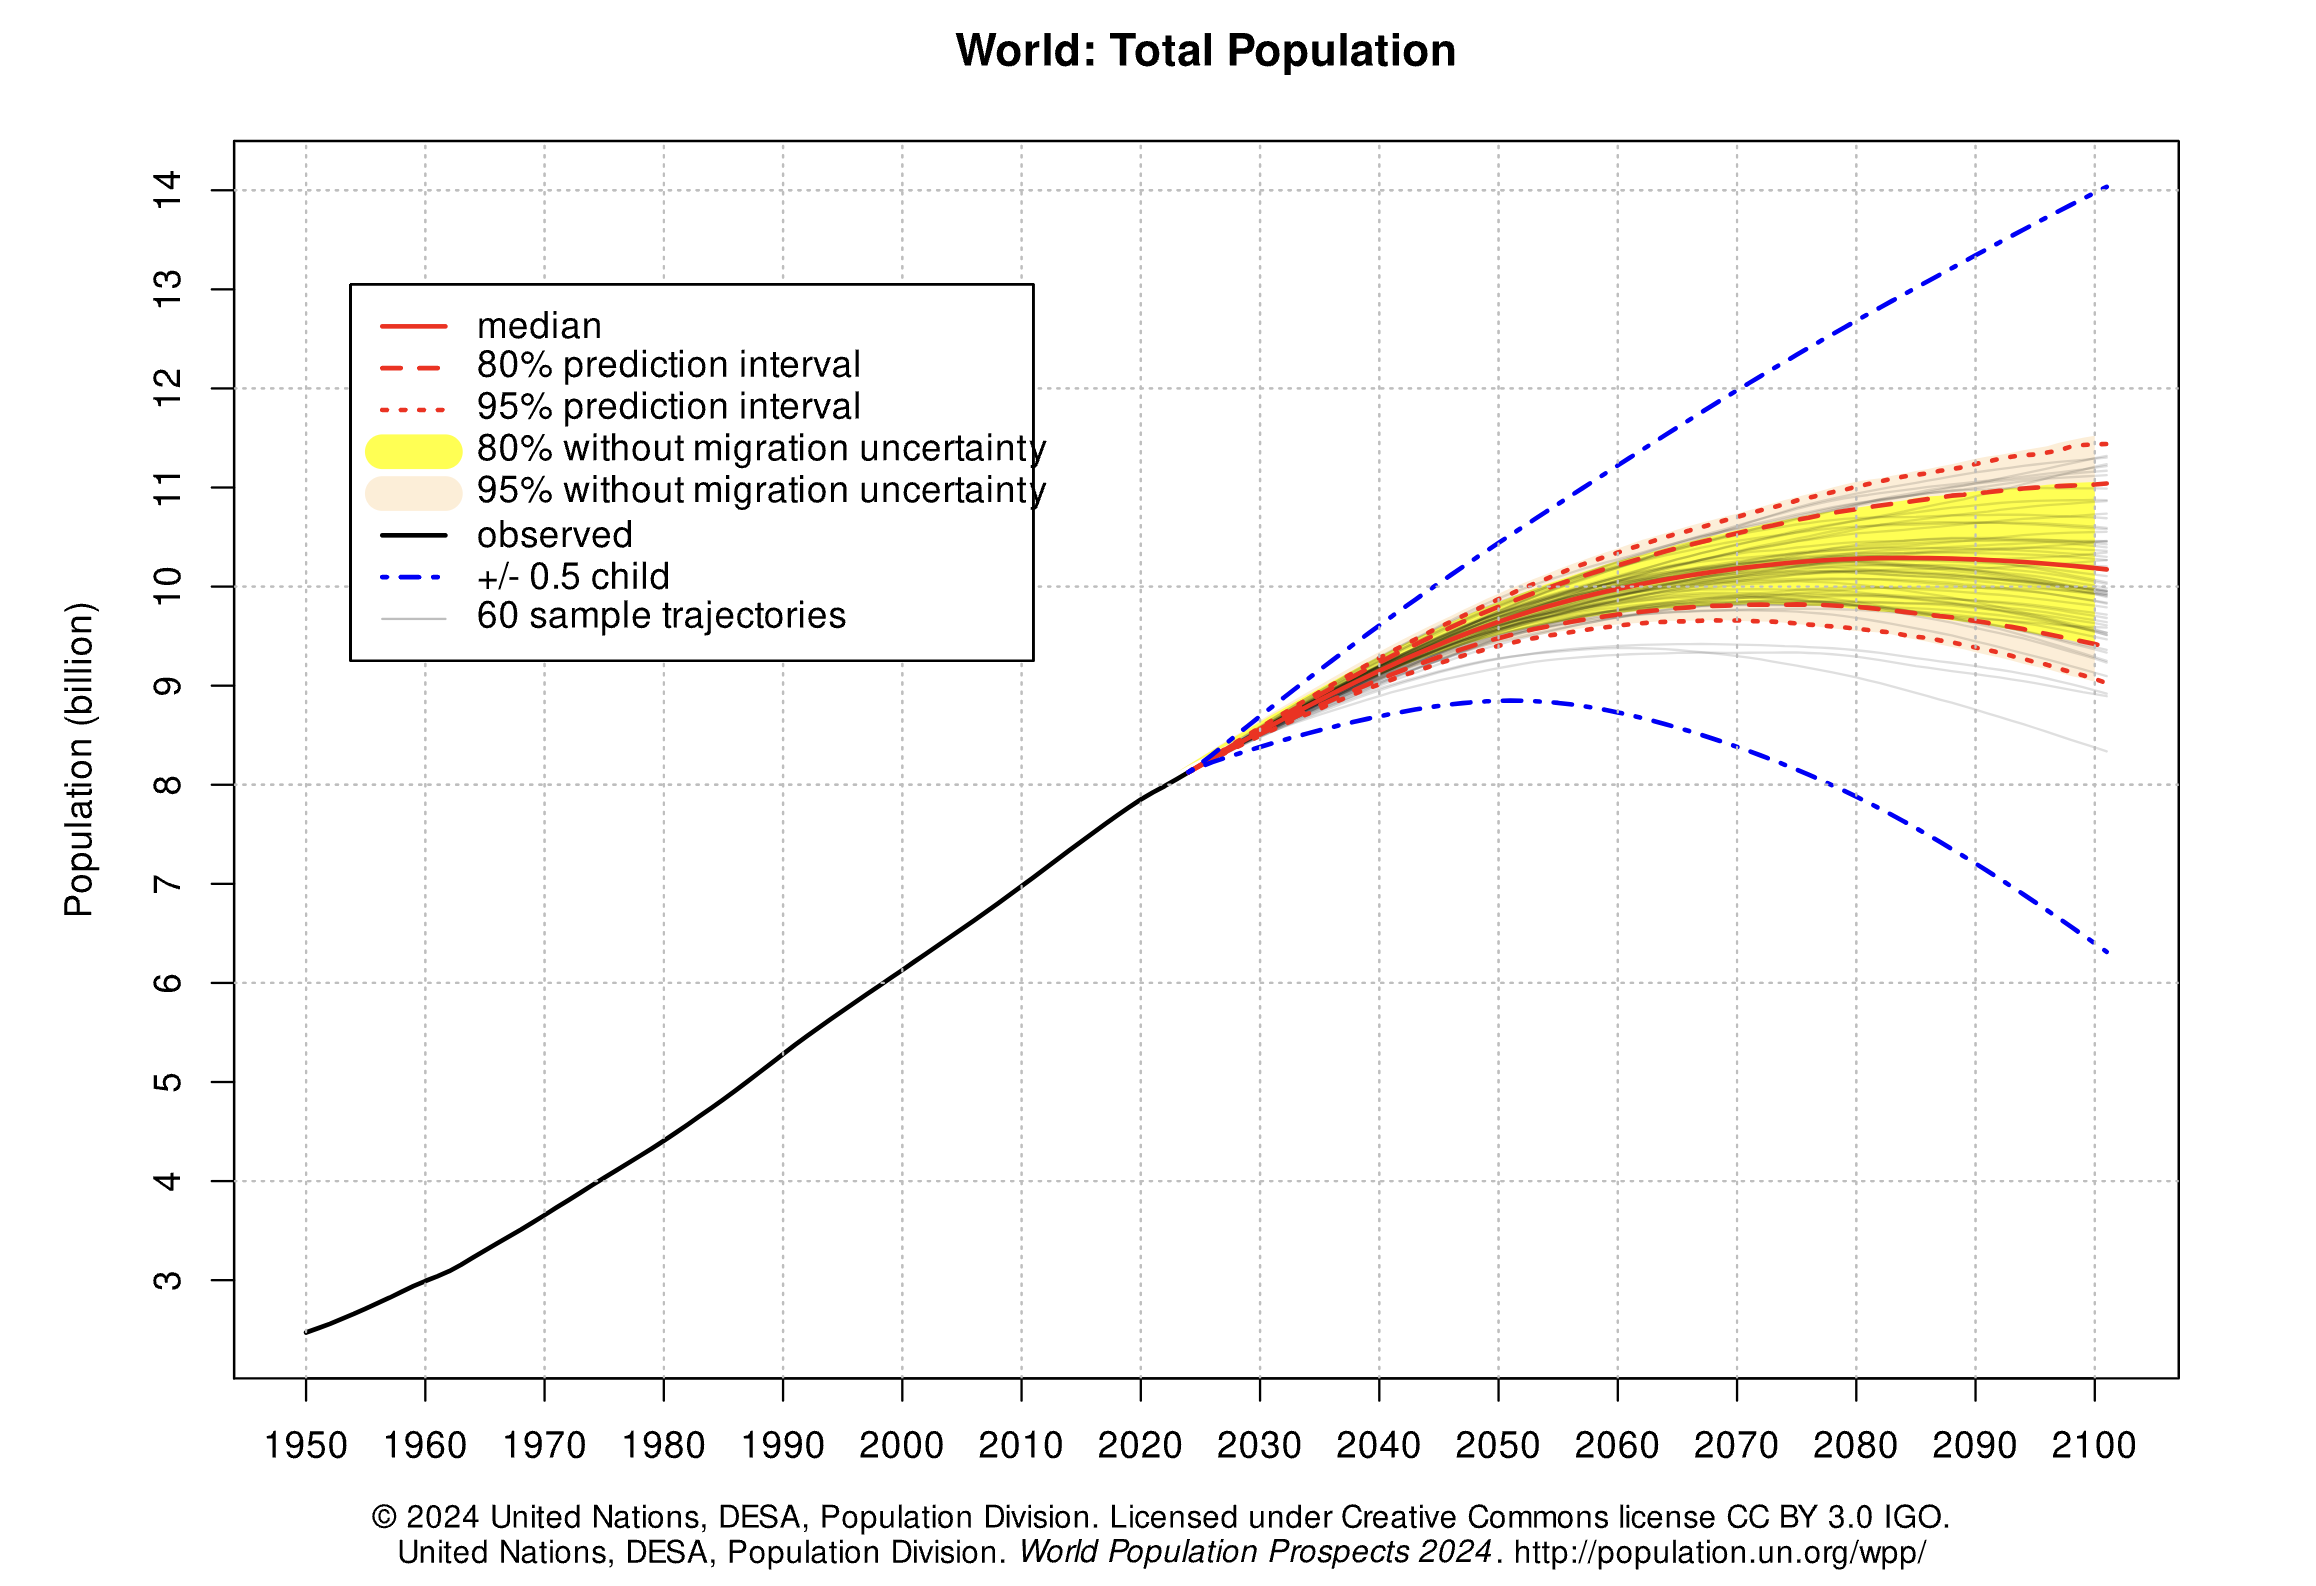 World: Total Population
14
13
12
11
10
9
8
7
6
5
4
3
Population (billion)
median
80% prediction interval
95% prediction interval
80% without migration uncertainty
95% without migration uncertainty
observed
+/- 0.5 child
60 sample trajectories
1950 1960 1970 1980 1990 2000 2010 2020 2030 2040 2050 2060 2070 2080 2090 2100
© 2024 United Nations, DESA, Population Division. Licensed under Creative Commons license CC BY 3.0 IGO.
United Nations, DESA, Population Division. World Population Prospects 2024. http://population.un.org/wpp/